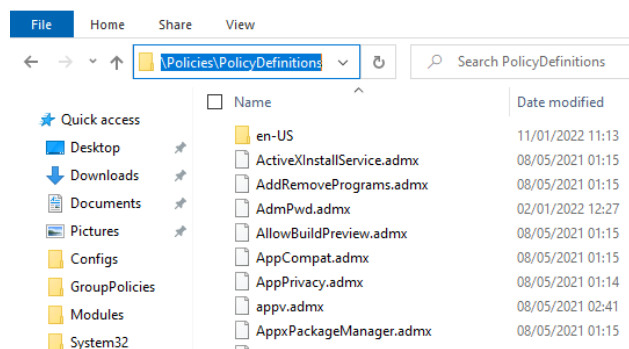 File Home Share View
\Policies\PolicyDefinitions Search PolicyDefinitions
Name Date modified
Quick access
Desktop
Downloads
Documents
Pictures
Configs
GroupPolicies
Modules
System32
en-US 11/01/2022 11:13
ActiveXInstallService.admx 08/05/2021 01:15
AddRemovePrograms.admx 08/05/2021 01:15
AdmPwd.admx 02/01/2022 12:27
AllowBuildPreview.admx 08/05/2021 01:15
AppCompat.admx 08/05/2021 01:15
AppPrivacy.admx 08/05/2021 01:14
appv.admx 08/05/2021 02:41
AppxPackageManager.admx 08/05/2021 01:15